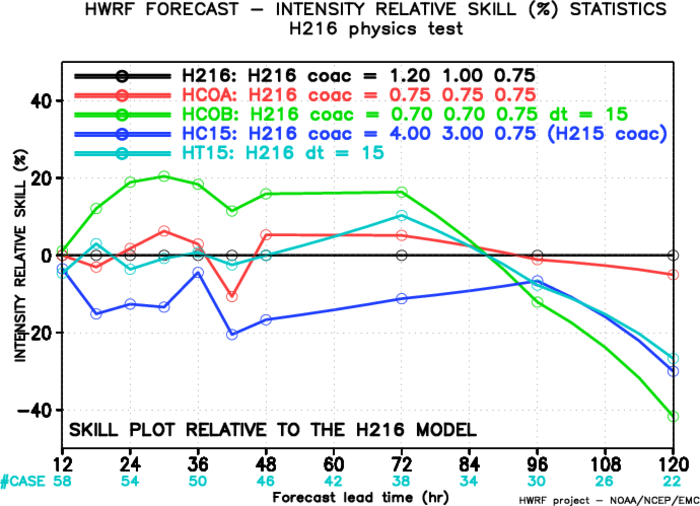 HWRF FORECAST – INTENSITY RELATIVE SKILL (%) STATISTICS
H216 physics test
H216: H216 coac = 1.20 1.00 0.75
HCOA: H216 coac = 0.75 0.75 0.75
HCOB: H216 coac = 0.70 0.70 0.75 dt = 15
HC15: H216 coac = 4.00 3.00 0.75 (H215 coac)
HT15: H216 dt = 15
INTENSITY RELATIVE SKILL (%)
40
20
0
−20
−40
SKILL PLOT RELATIVE TO THE H216 MODEL
12 24 36 48 60 72 84 96 108 120
#CASE 58 54 50 46 42 38 34 30 26 22
Forecast lead time (hr)
HWRF project – NOAA/NCEP/EMC